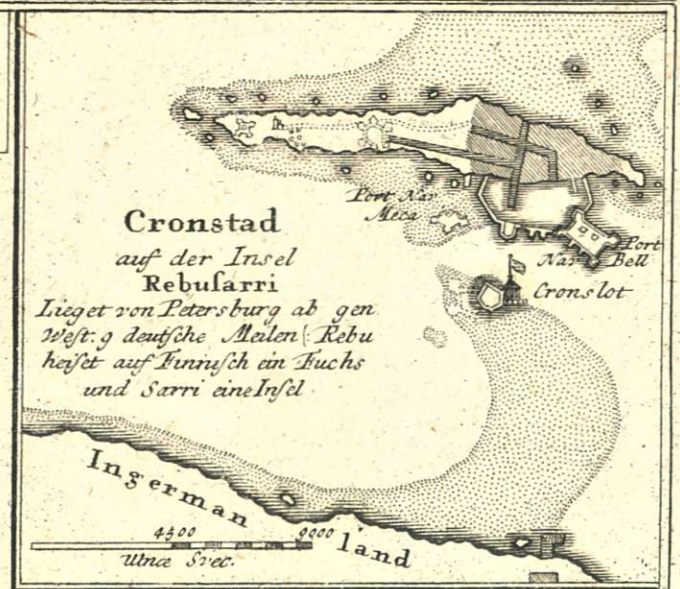 Port Nar
Meca
Cronstad
auf der Insel
Rebuſarri
Lieget von Petersburg ab gen
West. 9 deutſche Meilen (: Rebu
heiſet auf Finniſch ein Fuchs
und Sarri eine Inſel
Port
Nar Bell
Cronslot
Ingerman
land
4500 9000
Ulnæ Svec.